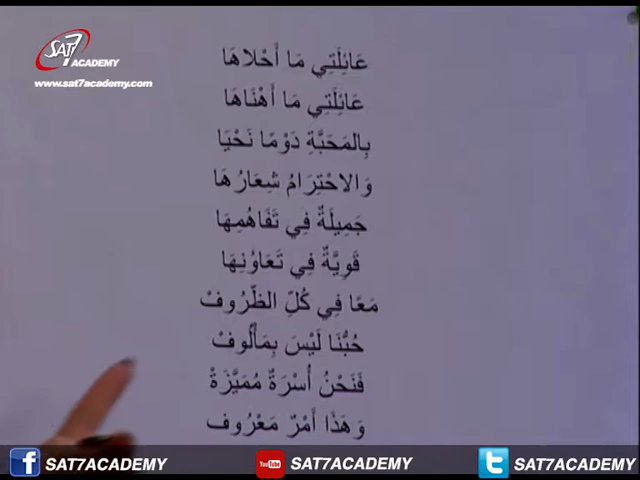 SAT7
ACADEMY
www.sat7academy.com
عَائِلَتِي مَا أَحْلاهَا
عَائِلَتِي مَا أَهْنَاهَا
بِالمَحَبَّةِ دَوْمًا نَحْيَا
وَالاحْتِرَامُ شِعَارُهَا
جَمِيلَةٌ فِي تَفَاهُمِهَا
قَوِيَّةٌ فِي تَعَاوُنِهَا
مَعًا فِي كُلِّ الظُّرُوفْ
حُبُّنَا لَيْسَ بِمَأْلُوفْ
فَنَحْنُ أُسْرَةٌ مُمَيَّزَةْ
وَهَذَا أَمْرٌ مَعْرُوف
f SAT7ACADEMY YouTube SAT7ACADEMY t SAT7ACADEMY